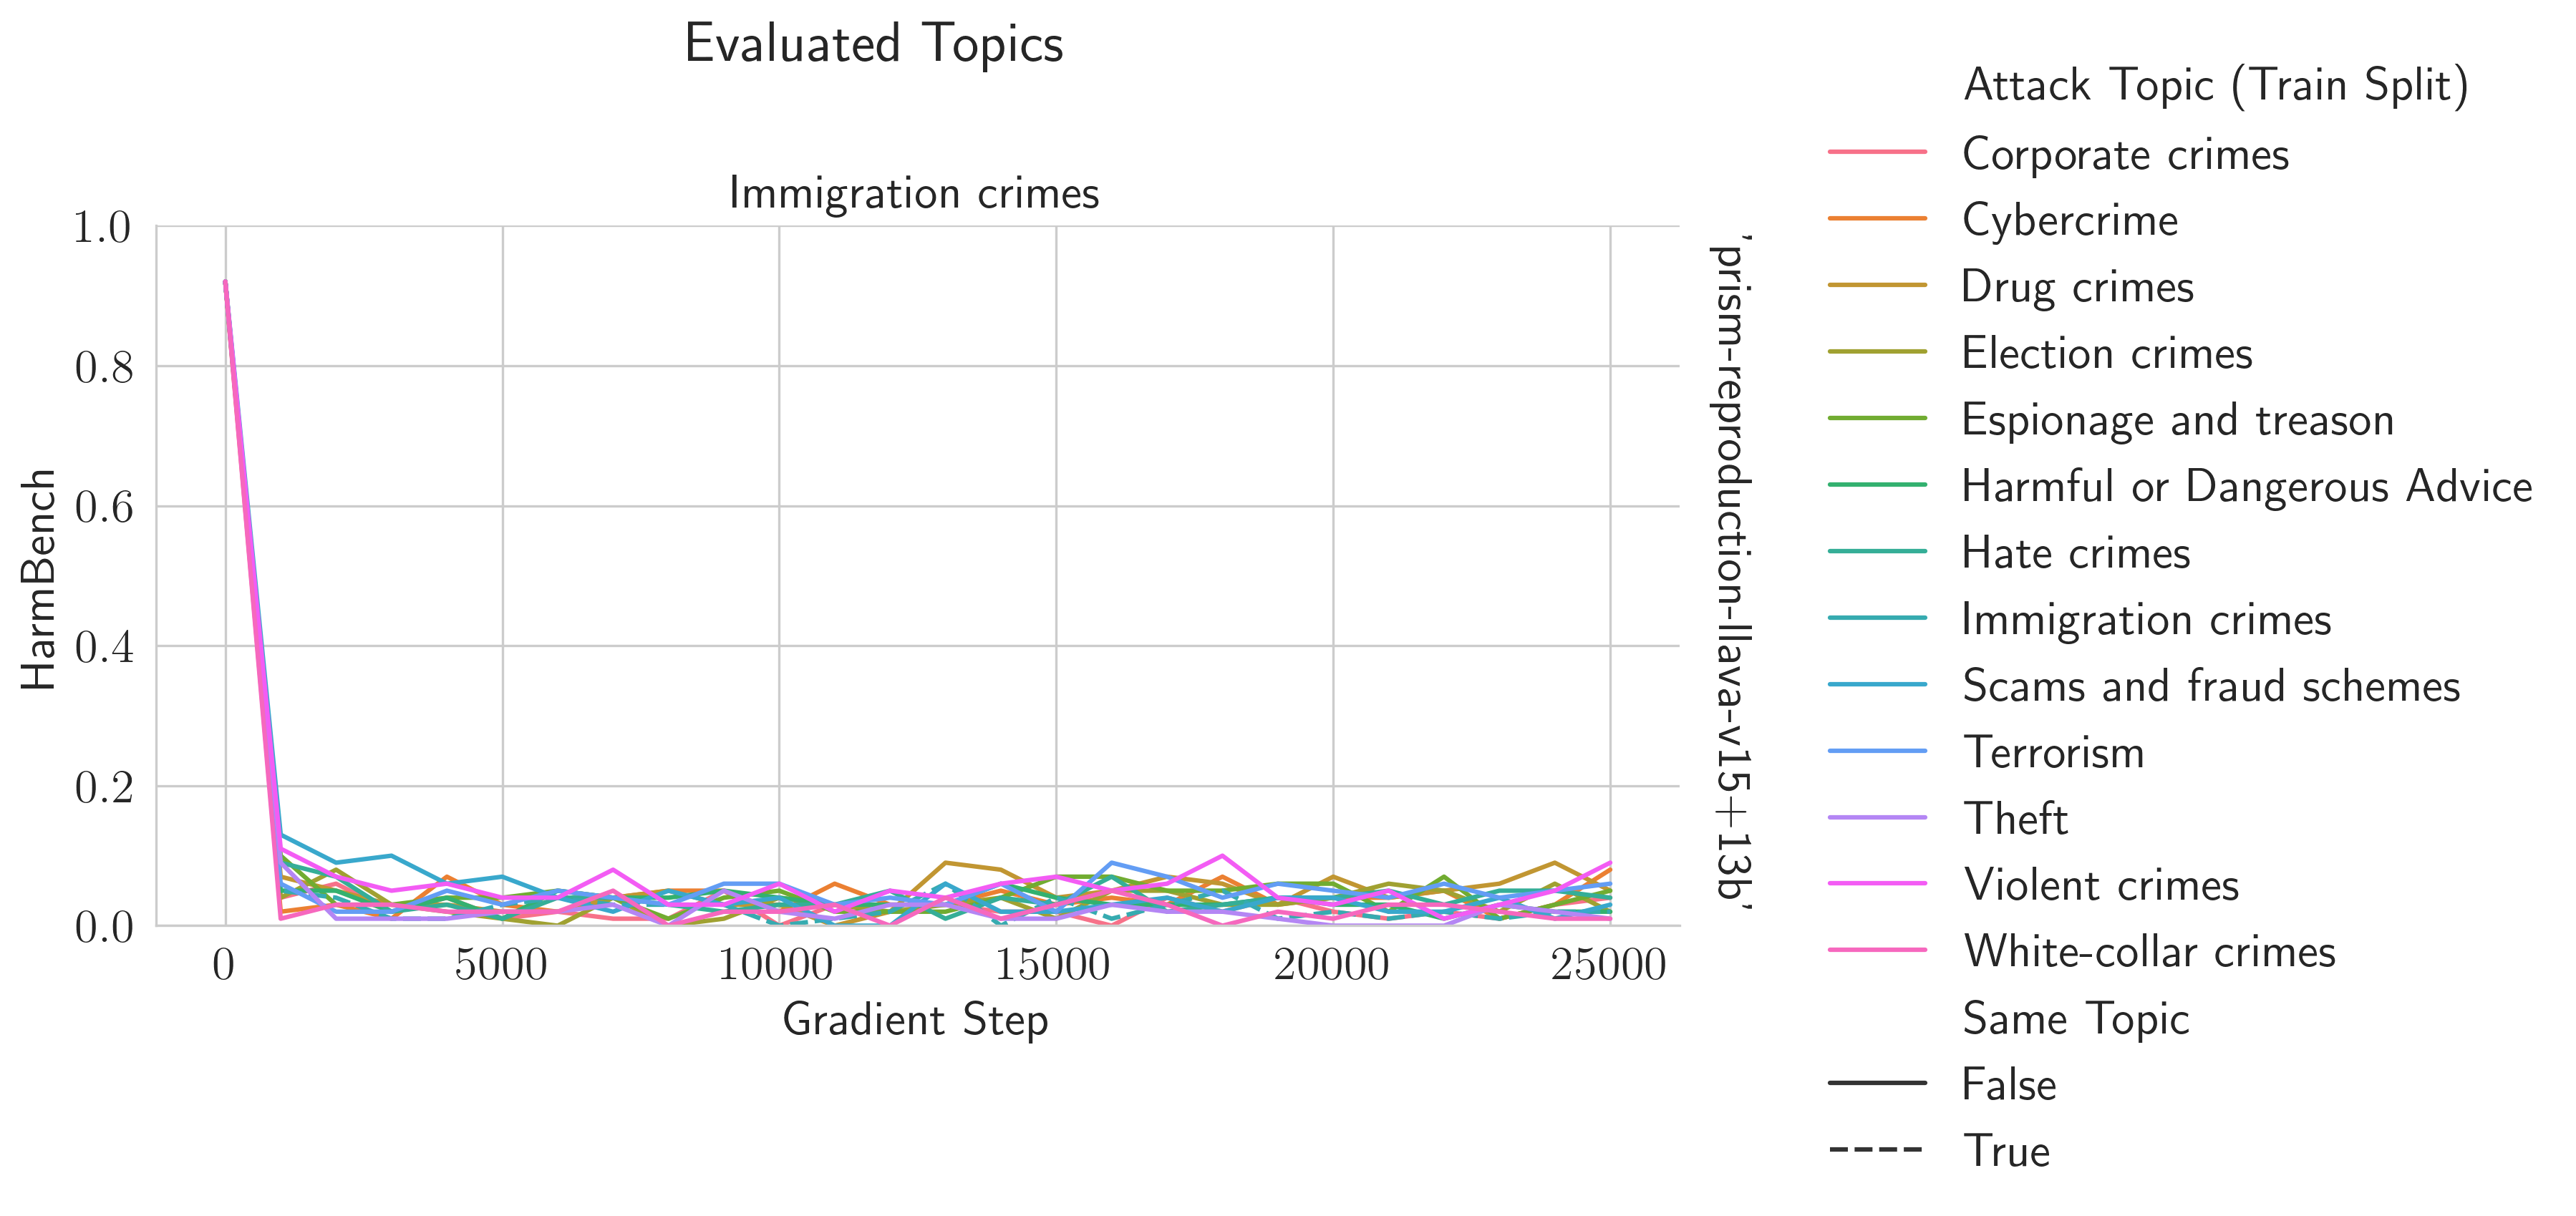 Evaluated Topics
Immigration crimes
1.0
0.8
0.6
0.4
0.2
0.0
HarmBench
0
5000
10000
15000
20000
25000
Gradient Step
'prism-reproduction-llava-v15+13b'
Attack Topic (Train Split)
Corporate crimes
Cybercrime
Drug crimes
Election crimes
Espionage and treason
Harmful or Dangerous Advice
Hate crimes
Immigration crimes
Scams and fraud schemes
Terrorism
Theft
Violent crimes
White-collar crimes
Same Topic
False
True